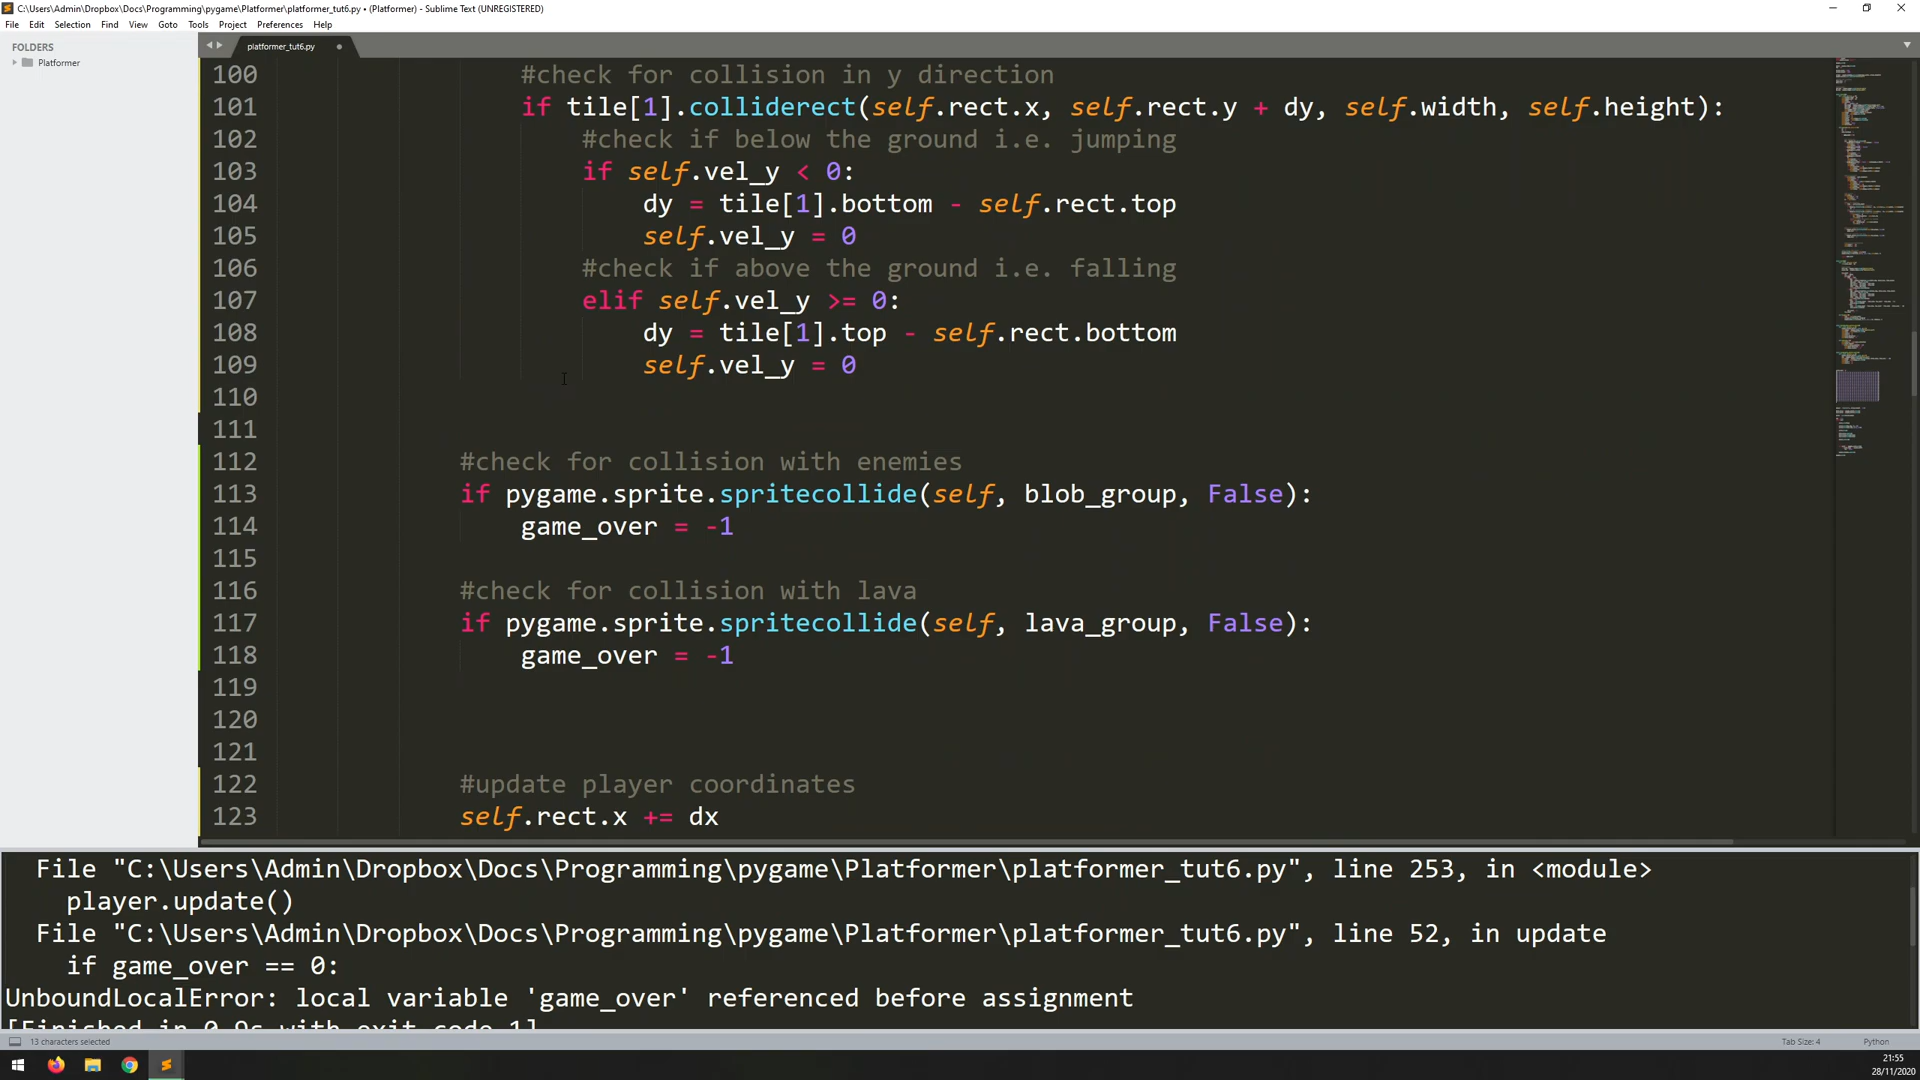 C:\Users\Admin\Dropbox\Docs\Programming\pygame\Platformer\platformer_tut6.py • (Platformer) - Sublime Text (UNREGISTERED)
File Edit Selection Find View Goto Tools Project Preferences Help
FOLDERS
Platformer
platformer_tut6.py
100 #check for collision in y direction
101 if tile[1].colliderect(self.rect.x, self.rect.y + dy, self.width, self.height):
102 #check if below the ground i.e. jumping
103 if self.vel_y < 0:
104 dy = tile[1].bottom - self.rect.top
105 self.vel_y = 0
106 #check if above the ground i.e. falling
107 elif self.vel_y >= 0:
108 dy = tile[1].top - self.rect.bottom
109 self.vel_y = 0
110
111
112 #check for collision with enemies
113 if pygame.sprite.spritecollide(self, blob_group, False):
114 game_over = -1
115
116 #check for collision with lava
117 if pygame.sprite.spritecollide(self, lava_group, False):
118 game_over = -1
119
120
121
122 #update player coordinates
123 self.rect.x += dx
File "C:\Users\Admin\Dropbox\Docs\Programming\pygame\Platformer\platformer_tut6.py", line 253, in <module>
player.update()
File "C:\Users\Admin\Dropbox\Docs\Programming\pygame\Platformer\platformer_tut6.py", line 52, in update
if game_over == 0:
UnboundLocalError: local variable 'game_over' referenced before assignment
[Finished in 0.9s with exit code 1]
13 characters selected
Tab Size: 4
Python
21:55
28/11/2020